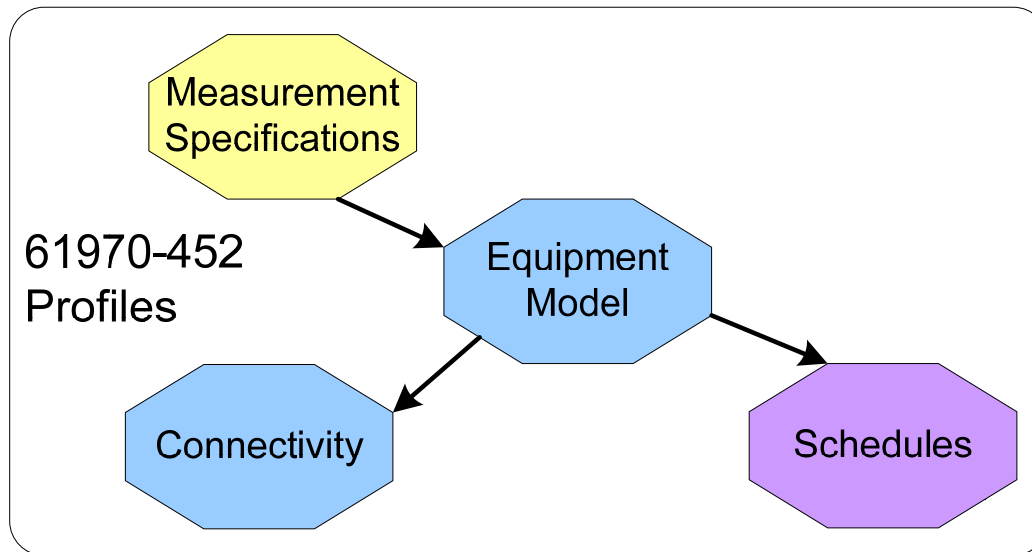 Measurement
Specifications
61970-452
Profiles
Equipment
Model
Connectivity
Schedules